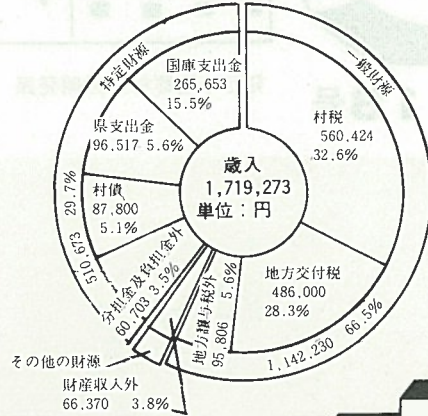 特定財源
一般財源
国庫支出金
265,653
15.5%
村税
560,424
32.6%
県支出金
96,517 5.6%
歳入
1,719,273
単位:円
村債
87,800
5.1%
510,673 29.7%
分担金及負担金外
60,703 3.5%
地方交付税
486,000
28.3%
地方譲与税外
95,806 5.6%
1,142,230 66.5%
その他の財源
財産収入外
66,370 3.8%